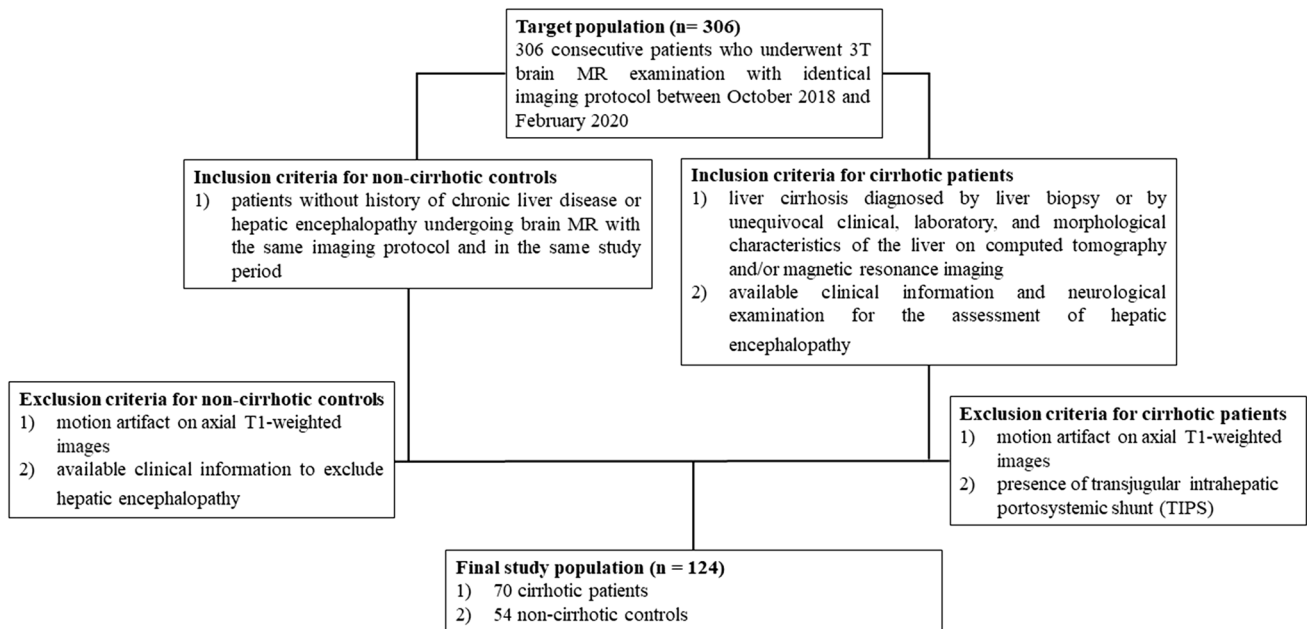 Target population (n= 306)
306 consecutive patients who underwent 3T
brain MR examination with identical
imaging protocol between October 2018 and
February 2020
Inclusion criteria for non-cirrhotic controls
1) patients without history of chronic liver disease or
hepatic encephalopathy undergoing brain MR with
the same imaging protocol and in the same study
period
Inclusion criteria for cirrhotic patients
1) liver cirrhosis diagnosed by liver biopsy or by
unequivocal clinical, laboratory, and morphological
characteristics of the liver on computed tomography
and/or magnetic resonance imaging
2) available clinical information and neurological
examination for the assessment of hepatic
encephalopathy
Exclusion criteria for non-cirrhotic controls
1) motion artifact on axial T1-weighted
images
2) available clinical information to exclude
hepatic encephalopathy
Exclusion criteria for cirrhotic patients
1) motion artifact on axial T1-weighted
images
2) presence of transjugular intrahepatic
portosystemic shunt (TIPS)
Final study population (n = 124)
1) 70 cirrhotic patients
2) 54 non-cirrhotic controls